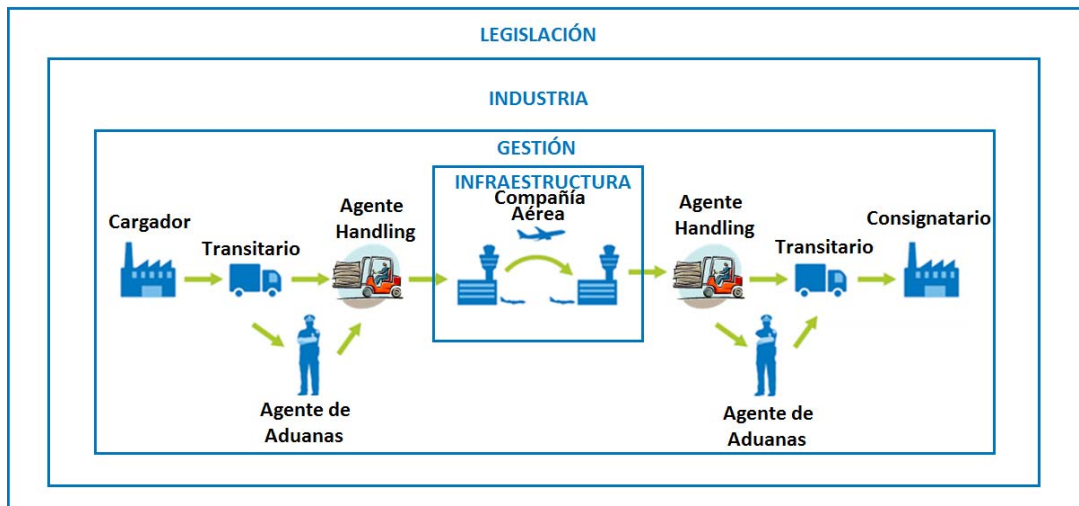 LEGISLACIÓN
INDUSTRIA
GESTIÓN
INFRAESTRUCTURA
Compañía
Aérea
Cargador
Transitario
Agente
Handling
Agente
Handling
Transitario
Consignatario
Agente de
Aduanas
Agente de
Aduanas